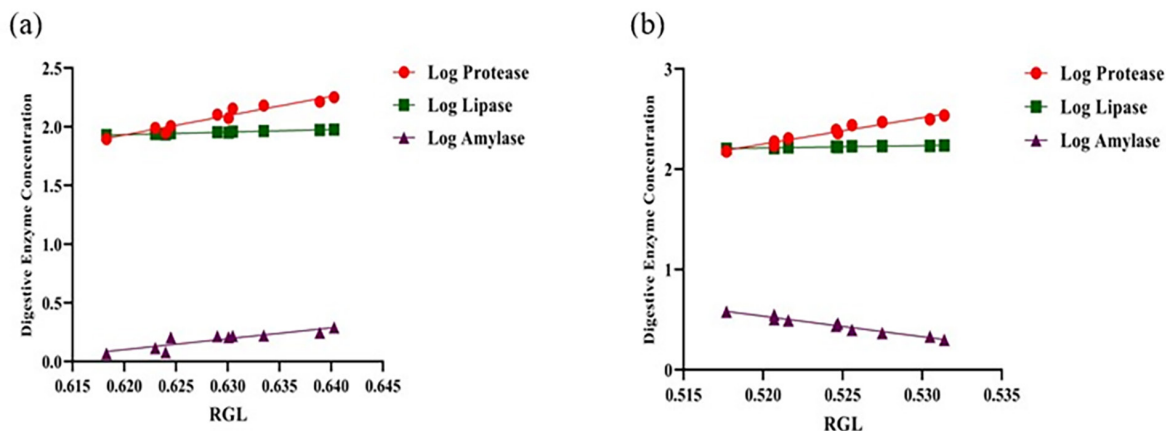 (a)
2.5
2.0
1.5
1.0
0.5
0.0
Digestive Enzyme Concentration
0.615 0.620 0.625 0.630 0.635 0.640 0.645
RGL
Log Protease
Log Lipase
Log Amylase
(b)
3
2
1
0
Digestive Enzyme Concentration
0.515 0.520 0.525 0.530 0.535
RGL
Log Protease
Log Lipase
Log Amylase